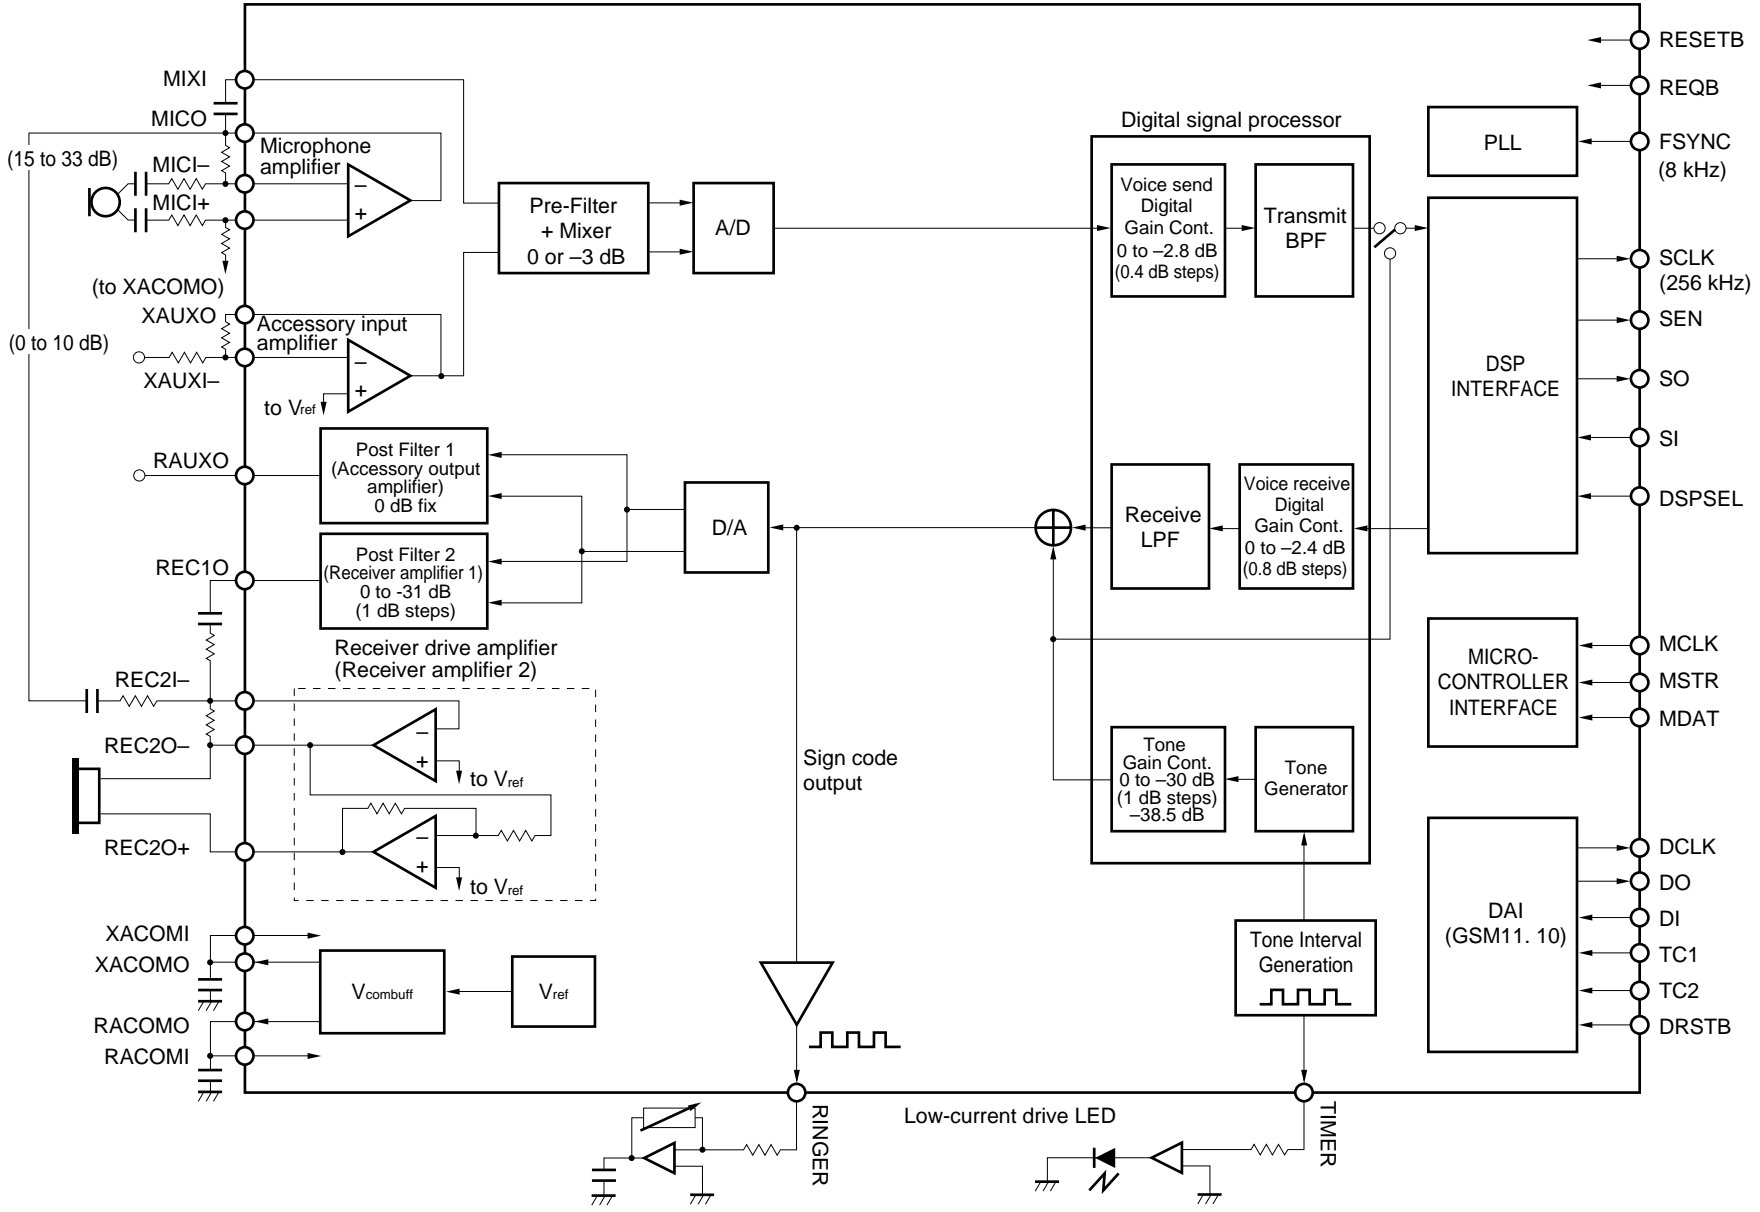 RESETB
MIXI
REQB
MICO
Digital signal processor
PLL
FSYNC
(8 kHz)
(15 to 33 dB)
Microphone
amplifier
MICI–
–
MICI+
+
Pre-Filter
+ Mixer
0 or –3 dB
A/D
Voice send
Digital
Gain Cont.
0 to –2.8 dB
(0.4 dB steps)
Transmit
BPF
SCLK
(256 kHz)
(to XACOMO)
XAUXO
Accessory input
amplifier
SEN
(0 to 10 dB)
–
XAUXI–
+
to Vref
DSP
INTERFACE
SO
SI
RAUXO
Post Filter 1
(Accessory output
amplifier)
0 dB fix
D/A
Receive
LPF
Voice receive
Digital
Gain Cont.
0 to –2.4 dB
(0.8 dB steps)
DSPSEL
REC1O
Post Filter 2
(Receiver amplifier 1)
0 to -31 dB
(1 dB steps)
Receiver drive amplifier
(Receiver amplifier 2)
MICRO-
CONTROLLER
INTERFACE
MCLK
MSTR
MDAT
REC2I–
–
REC2O–
+
to Vref
Sign code
output
Tone
Gain Cont.
0 to –30 dB
(1 dB steps)
–38.5 dB
Tone
Generator
–
REC2O+
+
to Vref
DAI
(GSM11. 10)
DCLK
DO
DI
TC1
TC2
DRSTB
XACOMI
XACOMO
Vcombuff
Vref
RACOMO
RACOMI
Tone Interval
Generation
RINGER
Low-current drive LED
TIMER